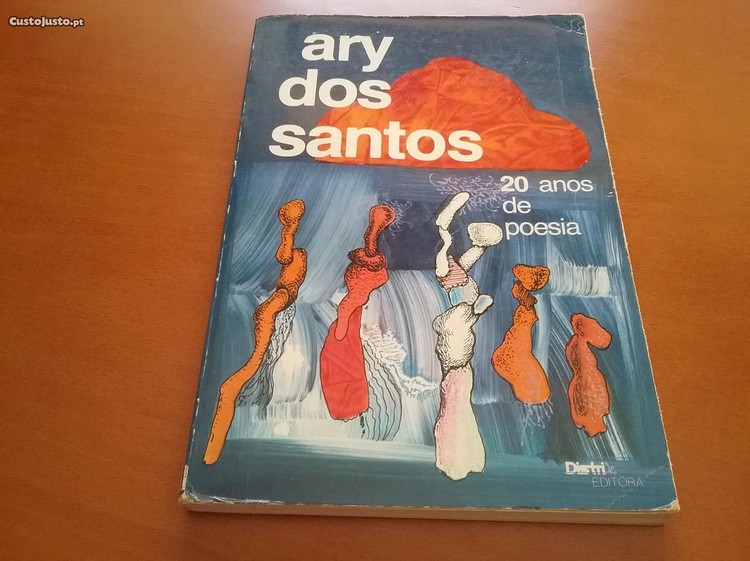 CustoJusto.pt
ary
dos
santos
20 anos
de
poesia
Distri
EDITORA